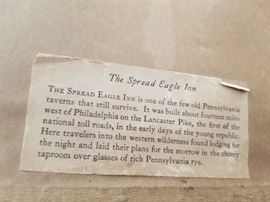 The Spread Eagle Inn
THE SPREAD EAGLE INN is one of the few old Pennsylvania
taverns that still survive. It was built about fourteen miles
west of Philadelphia on the Lancaster Pike, the first of the
national toll roads, in the early days of the young republic.
Here travelers into the western wilderness found lodging for
the night and laid their plans for the morrow in the cheery
taproom over glasses of rich Pennsylvania rye.